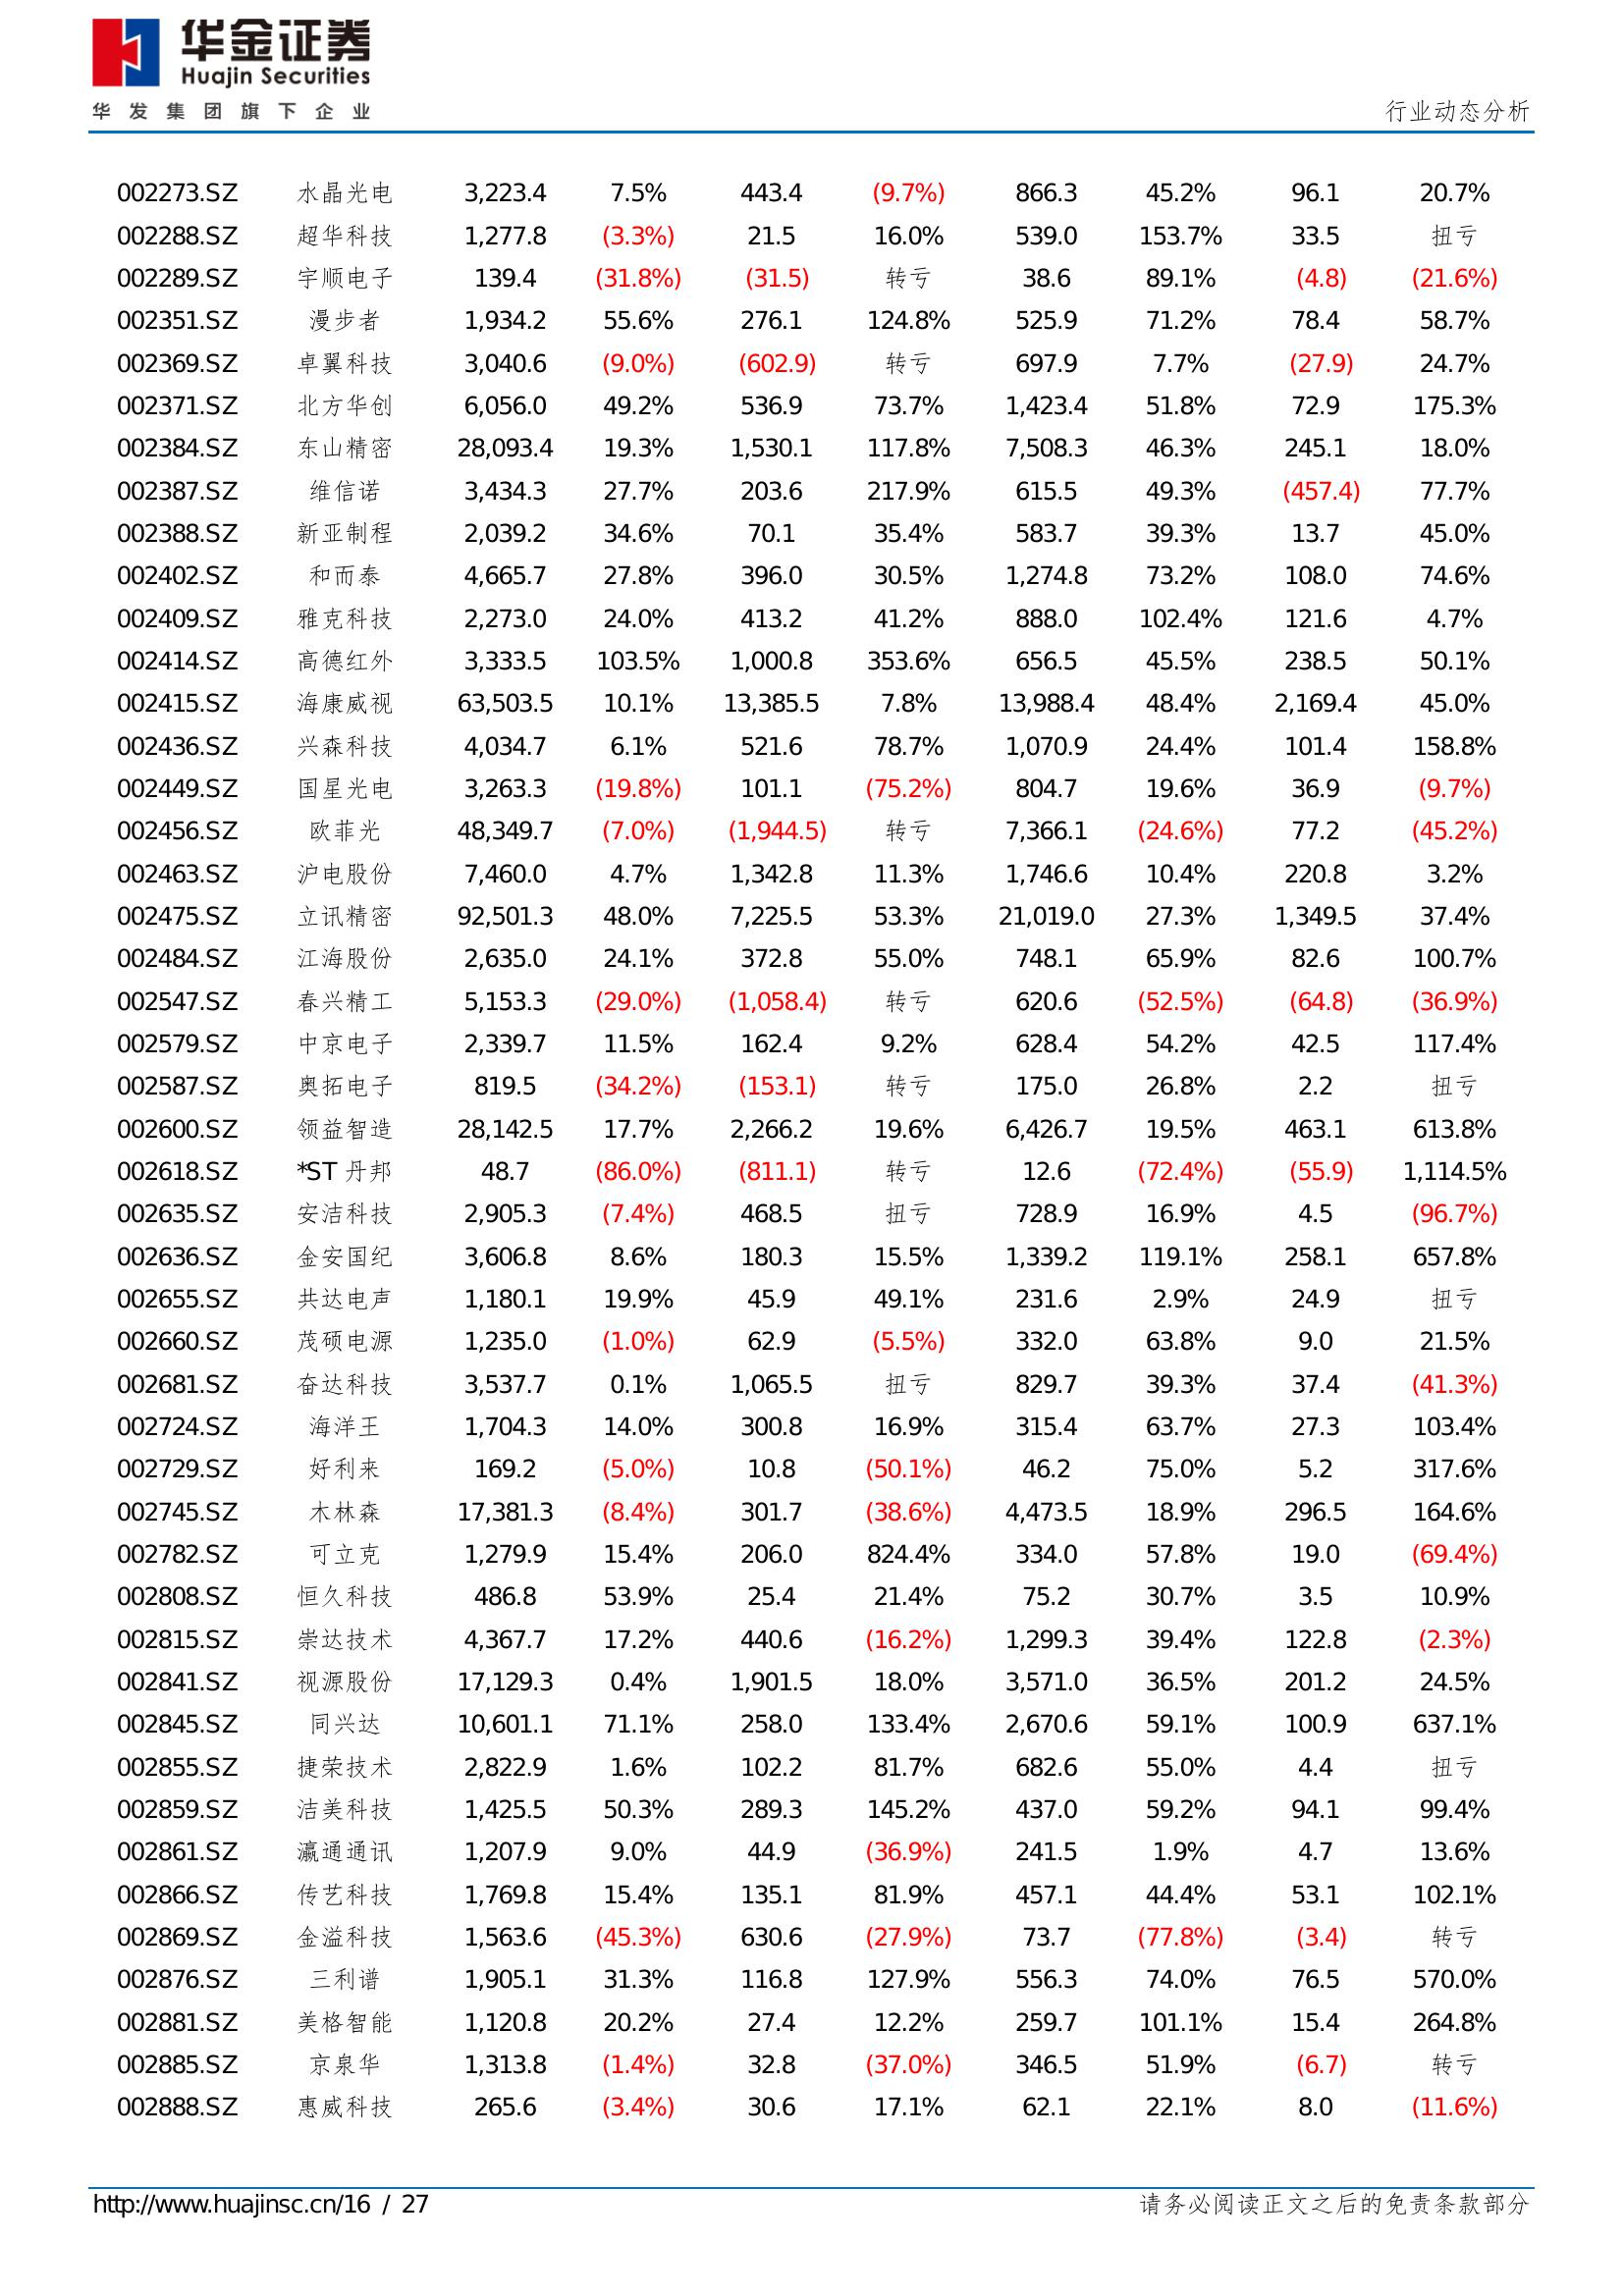 华金证券
Huajin Securities
华发集团旗下企业
行业动态分析
002273.SZ 水晶光电 3,223.4 7.5% 443.4 (9.7%) 866.3 45.2% 96.1 20.7%
002288.SZ 超华科技 1,277.8 (3.3%) 21.5 16.0% 539.0 153.7% 33.5 扭亏
002289.SZ 宇顺电子 139.4 (31.8%) (31.5) 转亏 38.6 89.1% (4.8) (21.6%)
002351.SZ 漫步者 1,934.2 55.6% 276.1 124.8% 525.9 71.2% 78.4 58.7%
002369.SZ 卓翼科技 3,040.6 (9.0%) (602.9) 转亏 697.9 7.7% (27.9) 24.7%
002371.SZ 北方华创 6,056.0 49.2% 536.9 73.7% 1,423.4 51.8% 72.9 175.3%
002384.SZ 东山精密 28,093.4 19.3% 1,530.1 117.8% 7,508.3 46.3% 245.1 18.0%
002387.SZ 维信诺 3,434.3 27.7% 203.6 217.9% 615.5 49.3% (457.4) 77.7%
002388.SZ 新亚制程 2,039.2 34.6% 70.1 35.4% 583.7 39.3% 13.7 45.0%
002402.SZ 和而泰 4,665.7 27.8% 396.0 30.5% 1,274.8 73.2% 108.0 74.6%
002409.SZ 雅克科技 2,273.0 24.0% 413.2 41.2% 888.0 102.4% 121.6 4.7%
002414.SZ 高德红外 3,333.5 103.5% 1,000.8 353.6% 656.5 45.5% 238.5 50.1%
002415.SZ 海康威视 63,503.5 10.1% 13,385.5 7.8% 13,988.4 48.4% 2,169.4 45.0%
002436.SZ 兴森科技 4,034.7 6.1% 521.6 78.7% 1,070.9 24.4% 101.4 158.8%
002449.SZ 国星光电 3,263.3 (19.8%) 101.1 (75.2%) 804.7 19.6% 36.9 (9.7%)
002456.SZ 欧菲光 48,349.7 (7.0%) (1,944.5) 转亏 7,366.1 (24.6%) 77.2 (45.2%)
002463.SZ 沪电股份 7,460.0 4.7% 1,342.8 11.3% 1,746.6 10.4% 220.8 3.2%
002475.SZ 立讯精密 92,501.3 48.0% 7,225.5 53.3% 21,019.0 27.3% 1,349.5 37.4%
002484.SZ 江海股份 2,635.0 24.1% 372.8 55.0% 748.1 65.9% 82.6 100.7%
002547.SZ 春兴精工 5,153.3 (29.0%) (1,058.4) 转亏 620.6 (52.5%) (64.8) (36.9%)
002579.SZ 中京电子 2,339.7 11.5% 162.4 9.2% 628.4 54.2% 42.5 117.4%
002587.SZ 奥拓电子 819.5 (34.2%) (153.1) 转亏 175.0 26.8% 2.2 扭亏
002600.SZ 领益智造 28,142.5 17.7% 2,266.2 19.6% 6,426.7 19.5% 463.1 613.8%
002618.SZ *ST 丹邦 48.7 (86.0%) (811.1) 转亏 12.6 (72.4%) (55.9) 1,114.5%
002635.SZ 安洁科技 2,905.3 (7.4%) 468.5 扭亏 728.9 16.9% 4.5 (96.7%)
002636.SZ 金安国纪 3,606.8 8.6% 180.3 15.5% 1,339.2 119.1% 258.1 657.8%
002655.SZ 共达电声 1,180.1 19.9% 45.9 49.1% 231.6 2.9% 24.9 扭亏
002660.SZ 茂硕电源 1,235.0 (1.0%) 62.9 (5.5%) 332.0 63.8% 9.0 21.5%
002681.SZ 奋达科技 3,537.7 0.1% 1,065.5 扭亏 829.7 39.3% 37.4 (41.3%)
002724.SZ 海洋王 1,704.3 14.0% 300.8 16.9% 315.4 63.7% 27.3 103.4%
002729.SZ 好利来 169.2 (5.0%) 10.8 (50.1%) 46.2 75.0% 5.2 317.6%
002745.SZ 木林森 17,381.3 (8.4%) 301.7 (38.6%) 4,473.5 18.9% 296.5 164.6%
002782.SZ 可立克 1,279.9 15.4% 206.0 824.4% 334.0 57.8% 19.0 (69.4%)
002808.SZ 恒久科技 486.8 53.9% 25.4 21.4% 75.2 30.7% 3.5 10.9%
002815.SZ 崇达技术 4,367.7 17.2% 440.6 (16.2%) 1,299.3 39.4% 122.8 (2.3%)
002841.SZ 视源股份 17,129.3 0.4% 1,901.5 18.0% 3,571.0 36.5% 201.2 24.5%
002845.SZ 同兴达 10,601.1 71.1% 258.0 133.4% 2,670.6 59.1% 100.9 637.1%
002855.SZ 捷荣技术 2,822.9 1.6% 102.2 81.7% 682.6 55.0% 4.4 扭亏
002859.SZ 洁美科技 1,425.5 50.3% 289.3 145.2% 437.0 59.2% 94.1 99.4%
002861.SZ 瀛通通讯 1,207.9 9.0% 44.9 (36.9%) 241.5 1.9% 4.7 13.6%
002866.SZ 传艺科技 1,769.8 15.4% 135.1 81.9% 457.1 44.4% 53.1 102.1%
002869.SZ 金溢科技 1,563.6 (45.3%) 630.6 (27.9%) 73.7 (77.8%) (3.4) 转亏
002876.SZ 三利谱 1,905.1 31.3% 116.8 127.9% 556.3 74.0% 76.5 570.0%
002881.SZ 美格智能 1,120.8 20.2% 27.4 12.2% 259.7 101.1% 15.4 264.8%
002885.SZ 京泉华 1,313.8 (1.4%) 32.8 (37.0%) 346.5 51.9% (6.7) 转亏
002888.SZ 惠威科技 265.6 (3.4%) 30.6 17.1% 62.1 22.1% 8.0 (11.6%)
http://www.huajinsc.cn/16 / 27
请务必阅读正文之后的免责条款部分